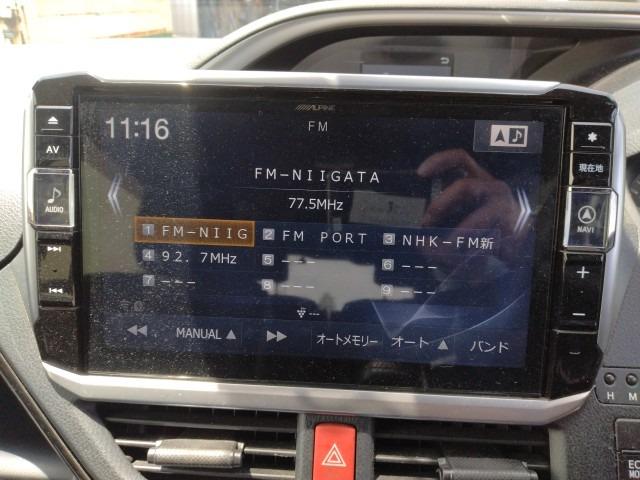 ALPINE
11:16
FM
AV
現在地
FM-NIIGATA
AUDIO
77.5MHz
NAVI
1 FM-NIIG 2 FM PORT 3 NHK-FM新
4 92.7MHz 5 --- 6 ---
7 --- 8 --- 9 ---
---
MANUAL オートメモリー オート バンド
H M